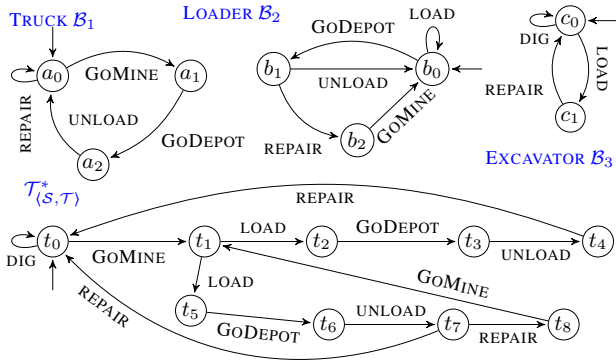 TRUCK B₁
LOADER B₂
LOAD
c₀
DIG
GODEPOT
a₀
GOMINE
a₁
b₁
UNLOAD
b₀
LOAD
REPAIR
UNLOAD
GODEPOT
GOMINE
REPAIR
c₁
a₂
REPAIR
b₂
EXCAVATOR B₃
T*⟨S,T⟩
REPAIR
t₀
GOMINE
t₁
LOAD
t₂
GODEPOT
t₃
UNLOAD
t₄
DIG
LOAD
GOMINE
REPAIR
t₅
GODEPOT
t₆
UNLOAD
t₇
REPAIR
t₈